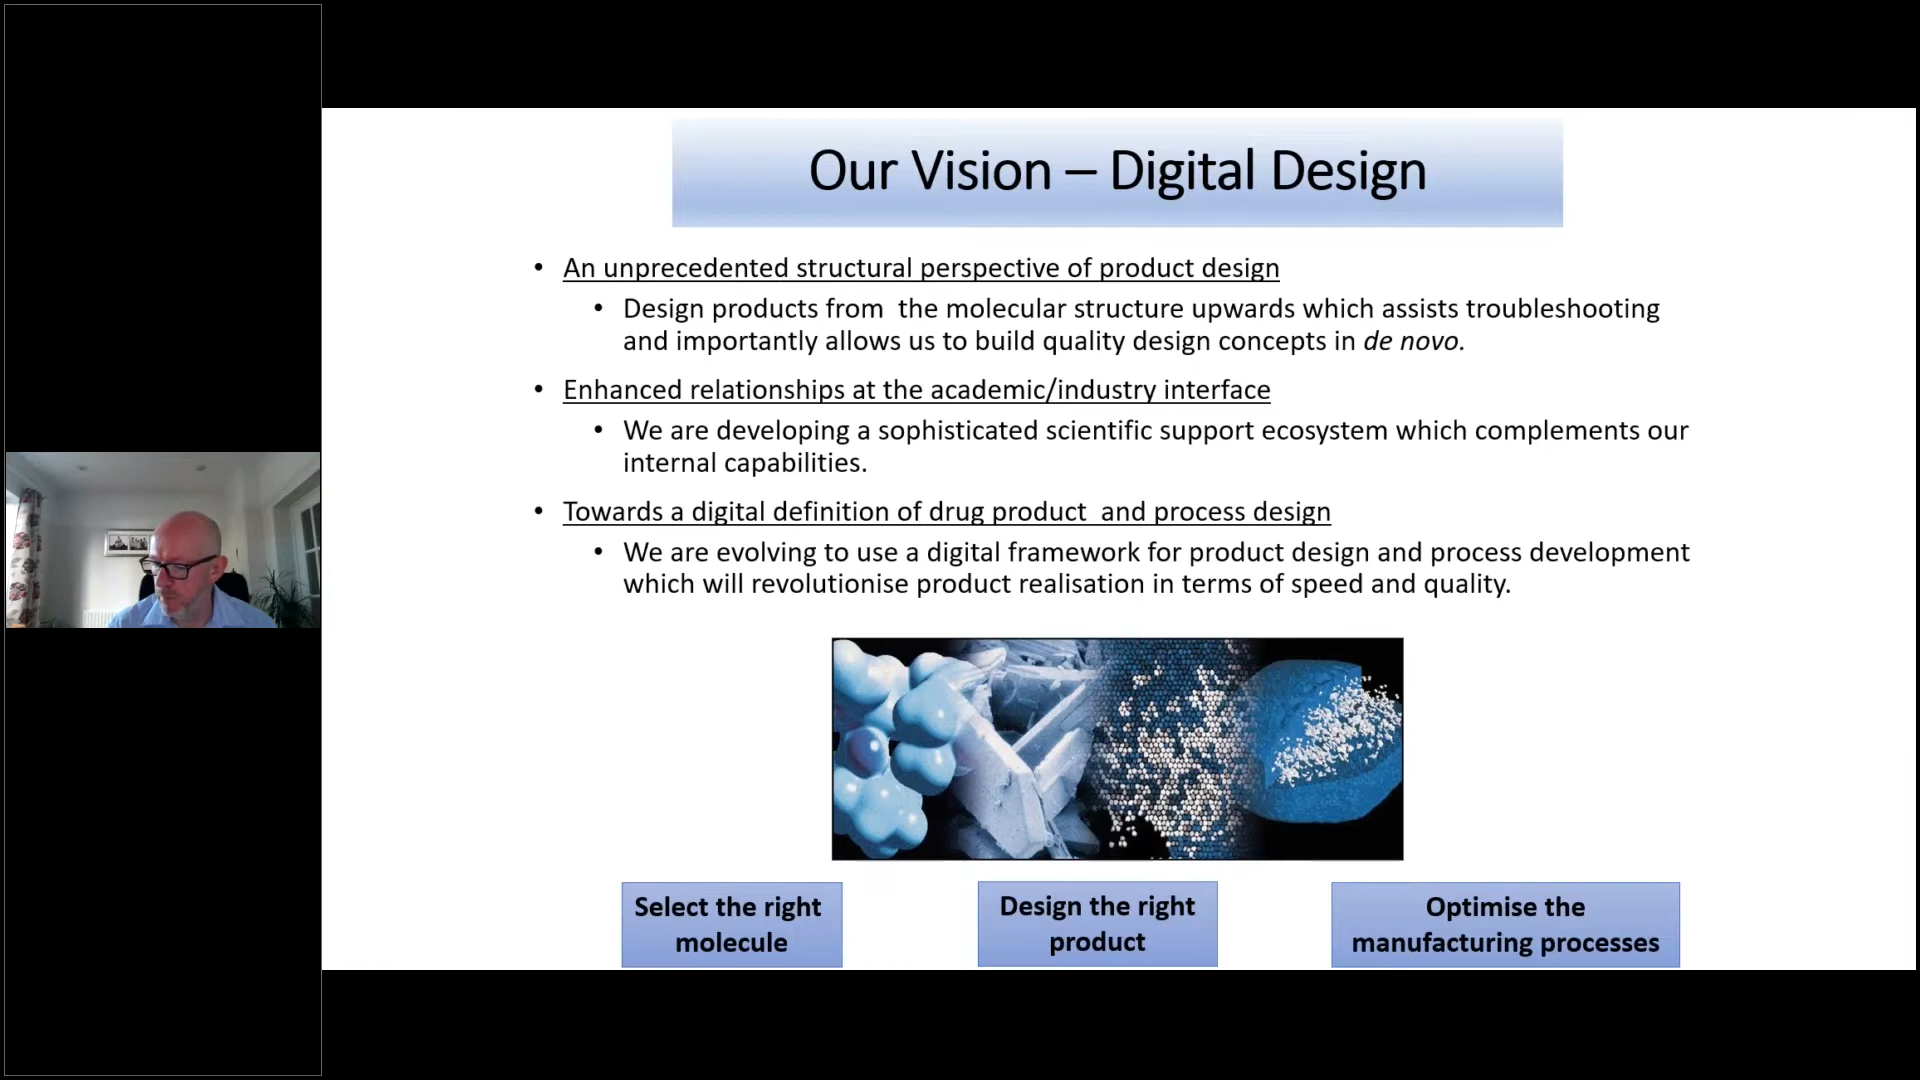 Our Vision – Digital Design
• An unprecedented structural perspective of product design
• Design products from  the molecular structure upwards which assists troubleshooting
and importantly allows us to build quality design concepts in de novo.
• Enhanced relationships at the academic/industry interface
• We are developing a sophisticated scientific support ecosystem which complements our
internal capabilities.
• Towards a digital definition of drug product  and process design
• We are evolving to use a digital framework for product design and process development
which will revolutionise product realisation in terms of speed and quality.
Select the right
molecule
Design the right
product
Optimise the
manufacturing processes